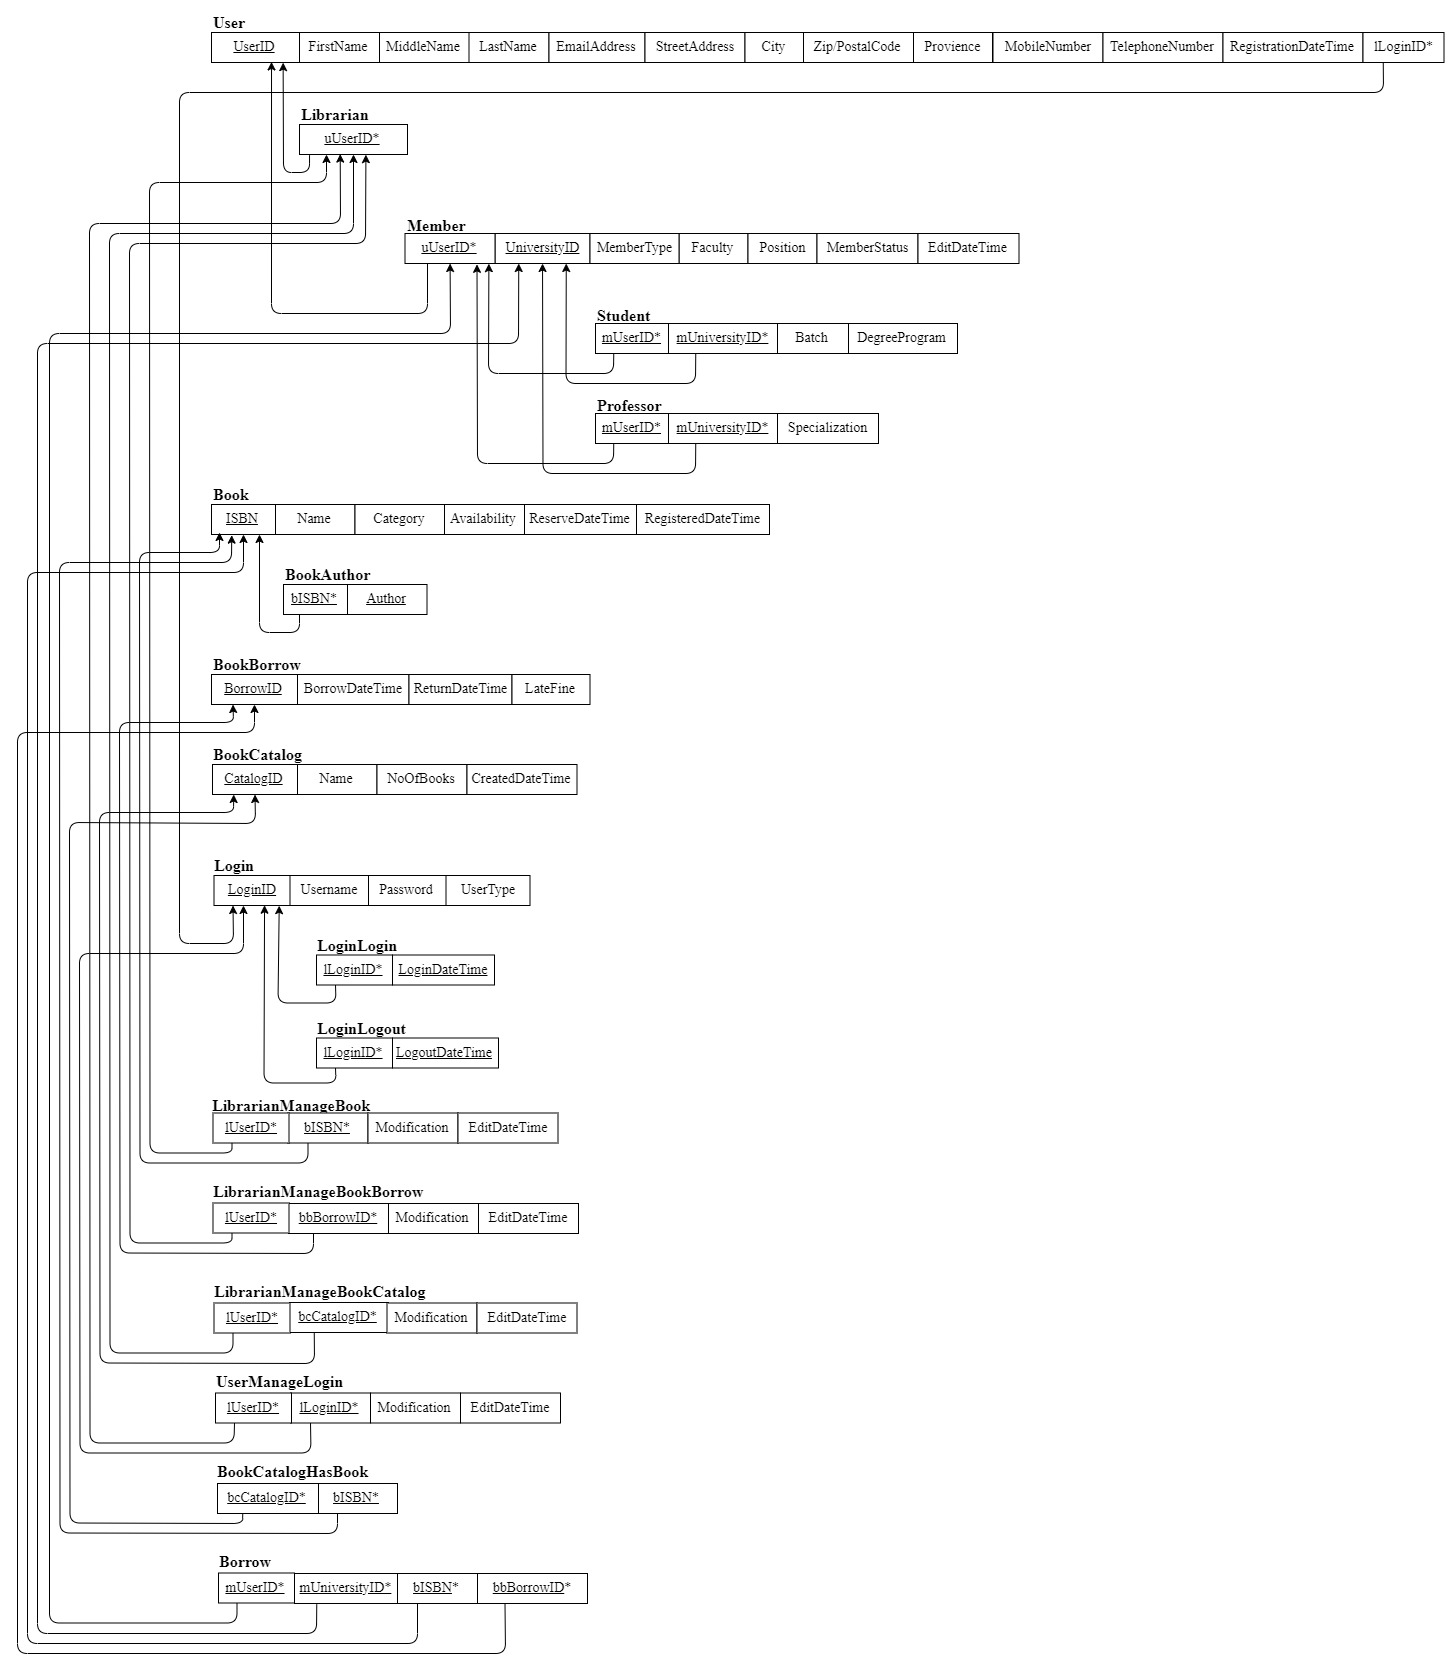 User
UserID FirstName MiddleName LastName EmailAddress StreetAddress City Zip/PostalCode Provience MobileNumber TelephoneNumber RegistrationDateTime lLoginID*
Librarian
uUserID*
Member
uUserID* UniversityID MemberType Faculty Position MemberStatus EditDateTime
Student
mUserID* mUniversityID* Batch DegreeProgram
Professor
mUserID* mUniversityID* Specialization
Book
ISBN Name Category Availability ReserveDateTime RegisteredDateTime
BookAuthor
bISBN* Author
BookBorrow
BorrowID BorrowDateTime ReturnDateTime LateFine
BookCatalog
CatalogID Name NoOfBooks CreatedDateTime
Login
LoginID Username Password UserType
LoginLogin
lLoginID* LoginDateTime
LoginLogout
lLoginID* LogoutDateTime
LibrarianManageBook
lUserID* bISBN* Modification EditDateTime
LibrarianManageBookBorrow
lUserID* bbBorrowID* Modification EditDateTime
LibrarianManageBookCatalog
lUserID* bcCatalogID* Modification EditDateTime
UserManageLogin
lUserID* lLoginID* Modification EditDateTime
BookCatalogHasBook
bcCatalogID* bISBN*
Borrow
mUserID* mUniversityID* bISBN* bbBorrowID*